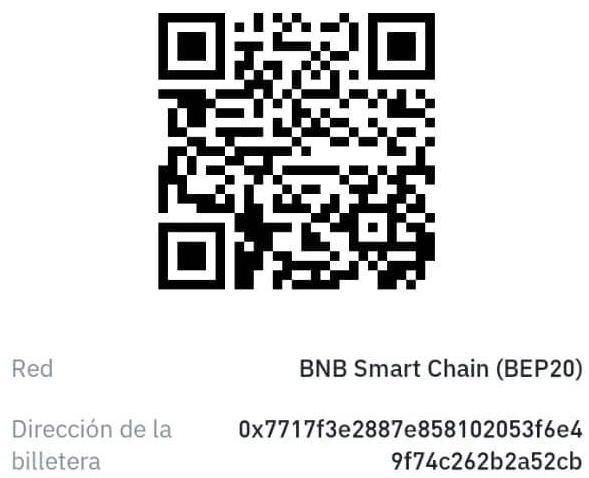 Red BNB Smart Chain (BEP20)
Dirección de la 0x7717f3e2887e858102053f6e4
billetera 9f74c262b2a52cb